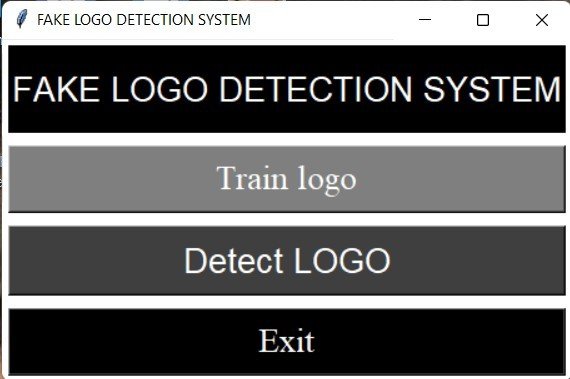 FAKE LOGO DETECTION SYSTEM
FAKE LOGO DETECTION SYSTEM
Train logo
Detect LOGO
Exit